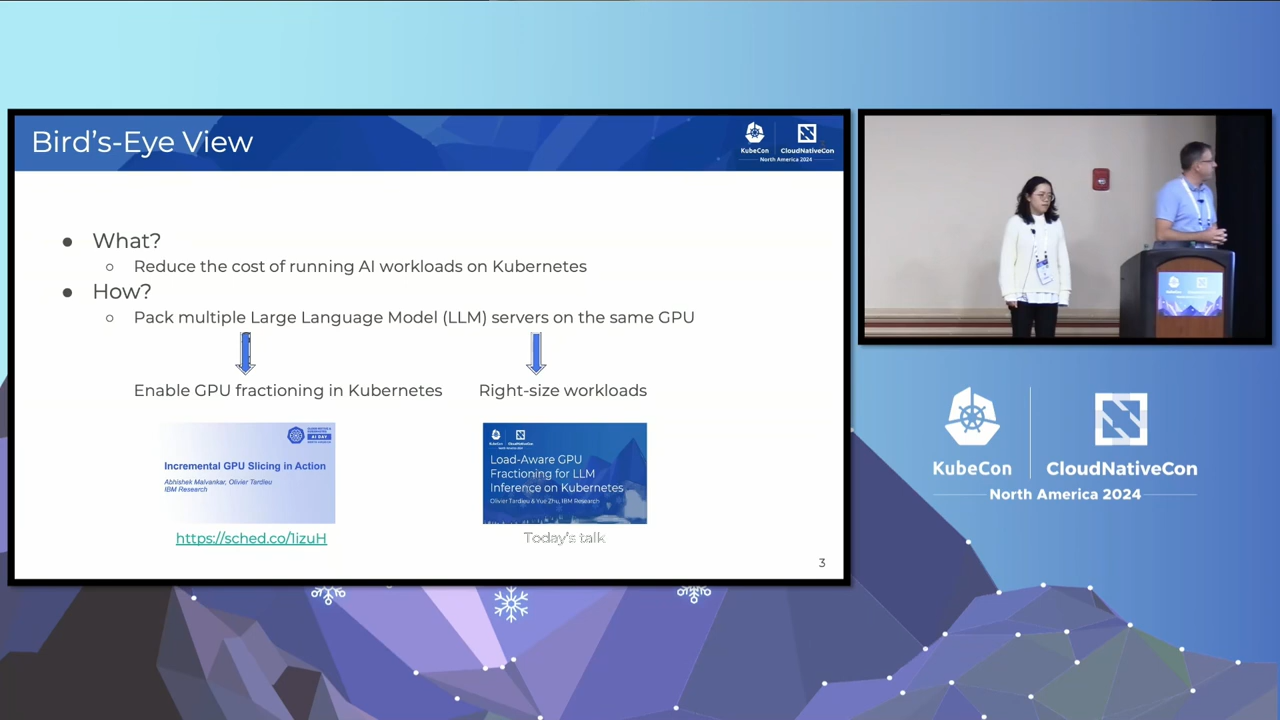 Bird's-Eye View
KubeCon
CloudNativeCon
North America 2024
What?
Reduce the cost of running AI workloads on Kubernetes
How?
Pack multiple Large Language Model (LLM) servers on the same GPU
Enable GPU fractioning in Kubernetes
Right-size workloads
AI DAY
Incremental GPU Slicing in Action
Abhishek Malvankar, Olivier Tardieu
IBM Research
Load-Aware GPU
Fractioning for LLM
Inference on Kubernetes
Olivier Tardieu & Yue Zhu, IBM Research
https://sched.co/1izuH
Today's talk
3
KubeCon
CloudNativeCon
North America 2024